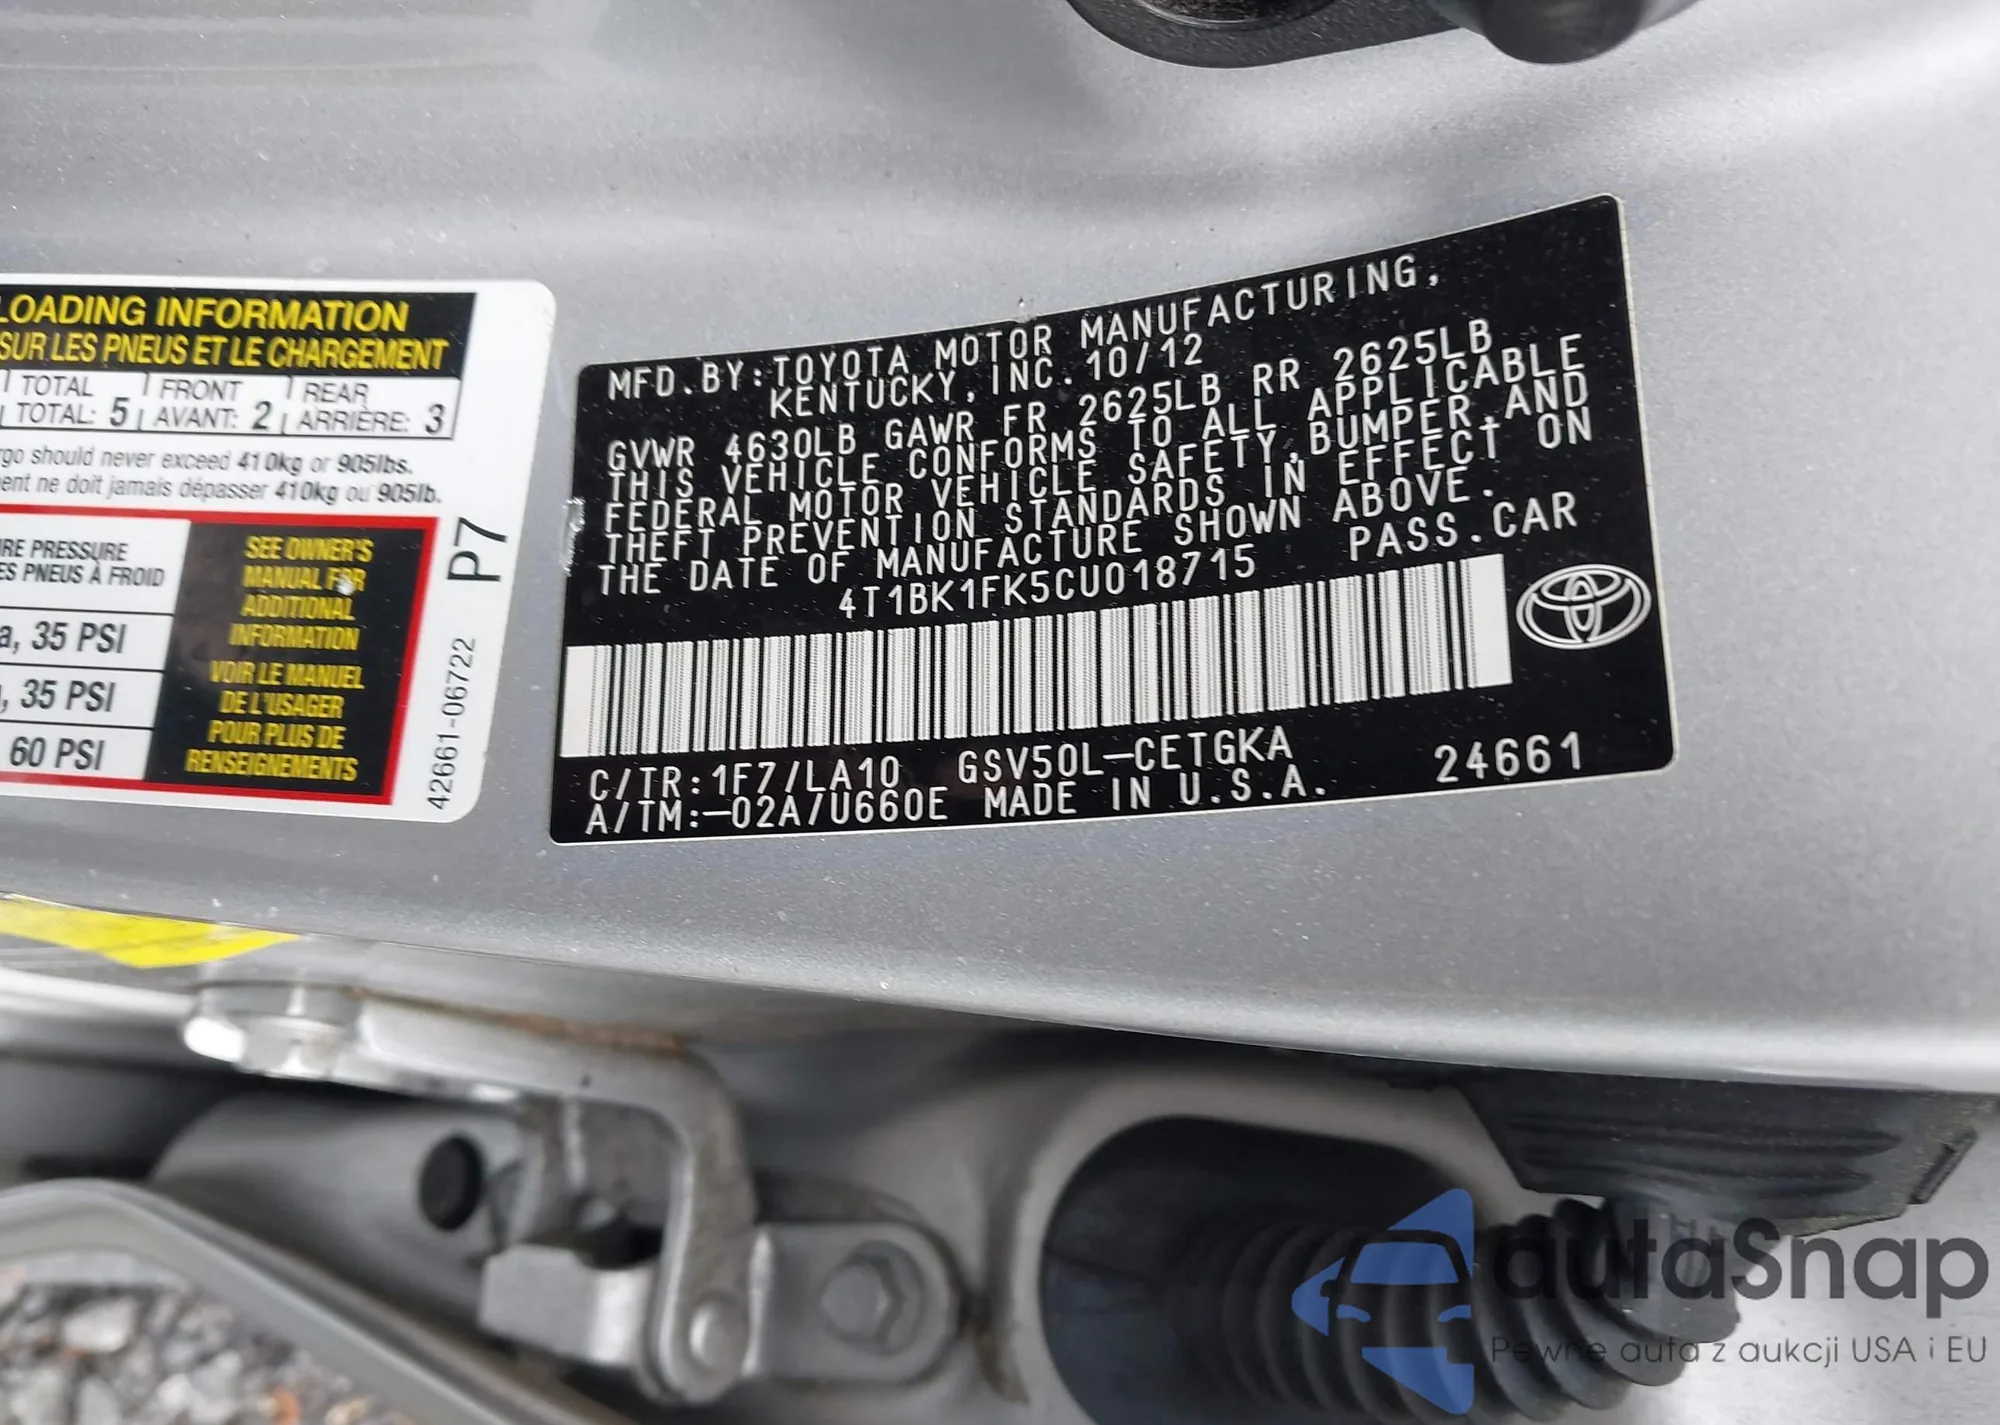 LOADING INFORMATION
SUR LES PNEUS ET LE CHARGEMENT
TOTAL FRONT REAR
TOTAL: 5 AVANT: 2 ARRIÈRE: 3
should never exceed 410kg or 905lbs.
ne doit jamais dépasser 410kg ou 905lb.
PRESSURE
PNEUS À FROID
35 PSI
35 PSI
60 PSI
SEE OWNER'S
MANUAL FOR
ADDITIONAL
INFORMATION
VOIR LE MANUEL
DE L'USAGER
POUR PLUS DE
RENSEIGNEMENTS
P7
42661-06722
MFD.BY:TOYOTA MOTOR MANUFACTURING,
KENTUCKY, INC. 10/12
GVWR 4630LB GAWR FR 2625LB RR 2625LB
THIS VEHICLE CONFORMS TO ALL APPLICABLE
FEDERAL MOTOR VEHICLE SAFETY,BUMPER,AND
THEFT PREVENTION STANDARDS IN EFFECT ON
THE DATE OF MANUFACTURE SHOWN ABOVE.
4T1BK1FK5CU018715 PASS.CAR
C/TR:1F7/LA10 GSV50L-CETGKA 24661
A/TM:-02A/U660E MADE IN U.S.A.
autaSnap
Pewne auta z aukcji USA i EU